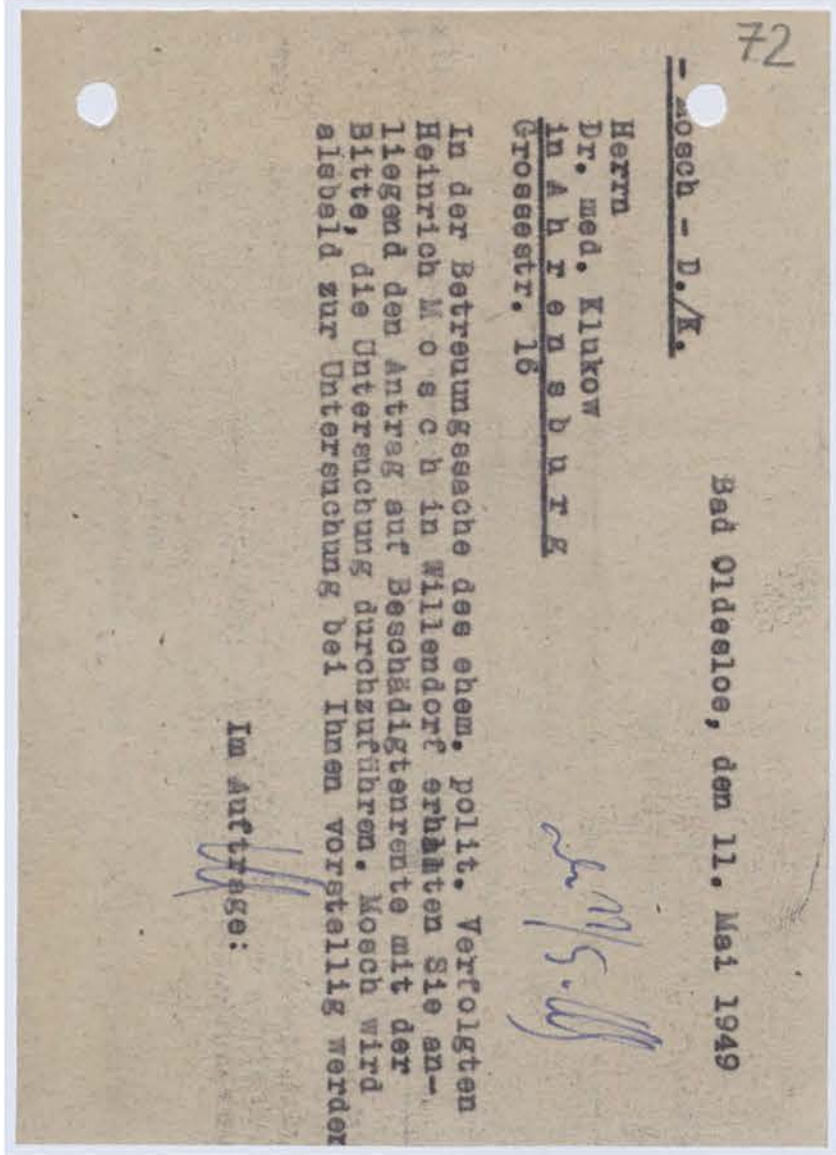 72
Bad Oldesloe, den 11. Mai 1949
- Mosch - D./K.
Herrn
Dr. med. Klukow
in A h r e n s b u r g
Grossestr. 16
In der Betreuungssache des ehem. polit. Verfolgten
Heinrich M o s c h in Willendorf erhalten Sie an-
liegend den Antrag auf Beschädigtenrente mit der
Bitte, die Untersuchung durchzuführen. Mosch wird
alsbald zur Untersuchung bei Ihnen vorstellig werden
Im Auftrage: